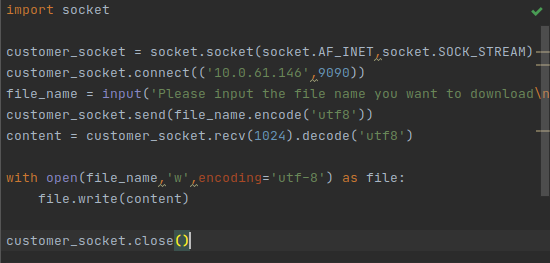 import socket
customer_socket = socket.socket(socket.AF_INET,socket.SOCK_STREAM)
customer_socket.connect(('10.0.61.146',9090))
file_name = input('Please input the file name you want to download\n
customer_socket.send(file_name.encode('utf8'))
content = customer_socket.recv(1024).decode('utf8')
with open(file_name,'w',encoding='utf-8') as file:
    file.write(content)
customer_socket.close()